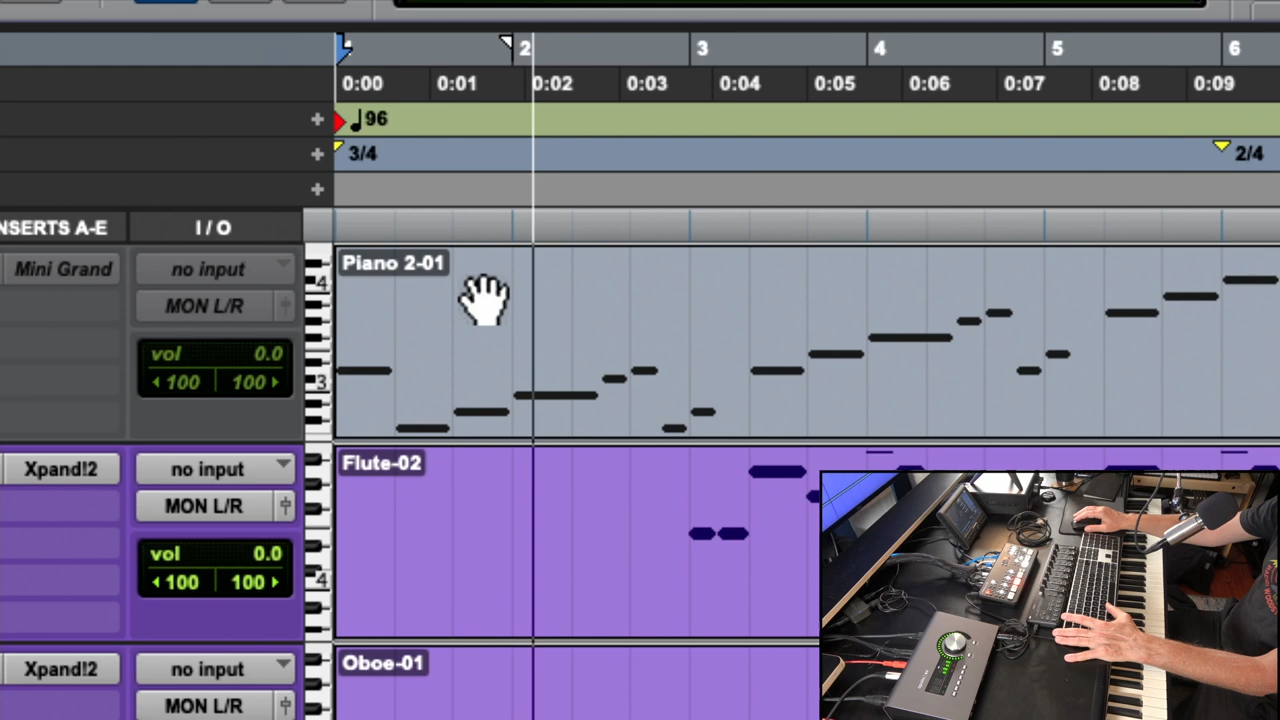 2 3 4 5 6
0:00 0:01 0:02 0:03 0:04 0:05 0:06 0:07 0:08 0:09
+ 96
+ 3/4 2/4
+
NSERTS A-E I / O
Mini Grand no input Piano 2-01
MON L/R
vol 0.0
100 100
4
3
Xpand!2 no input Flute-02
MON L/R
vol 0.0
100 100
4
Xpand!2 no input Oboe-01
MON L/R